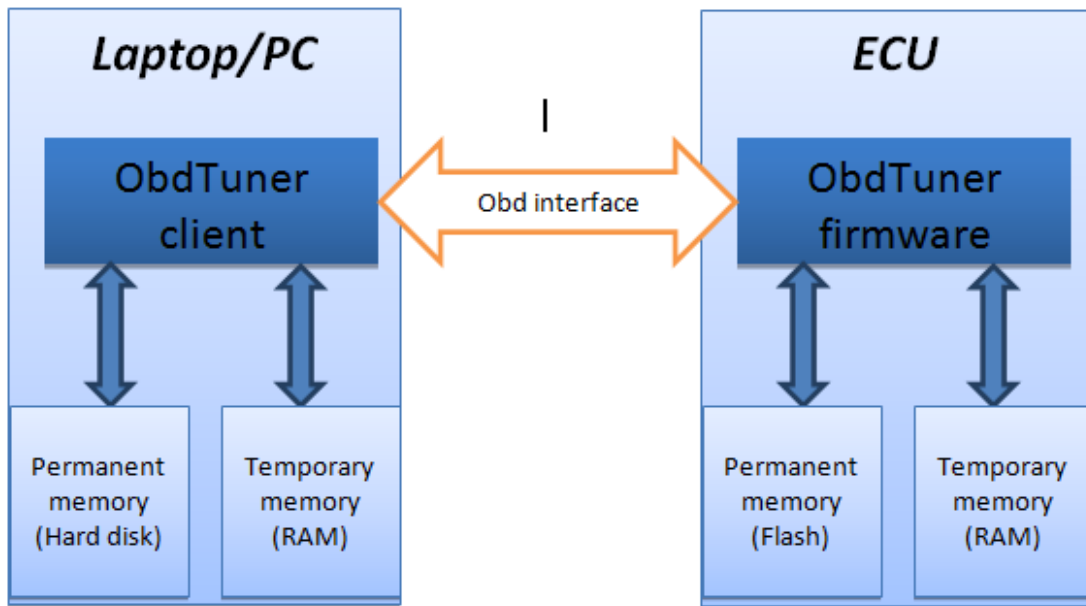 Laptop/PC
ObdTuner
client
Permanent
memory
(Hard disk)
Temporary
memory
(RAM)
|
Obd interface
ECU
ObdTuner
firmware
Permanent
memory
(Flash)
Temporary
memory
(RAM)